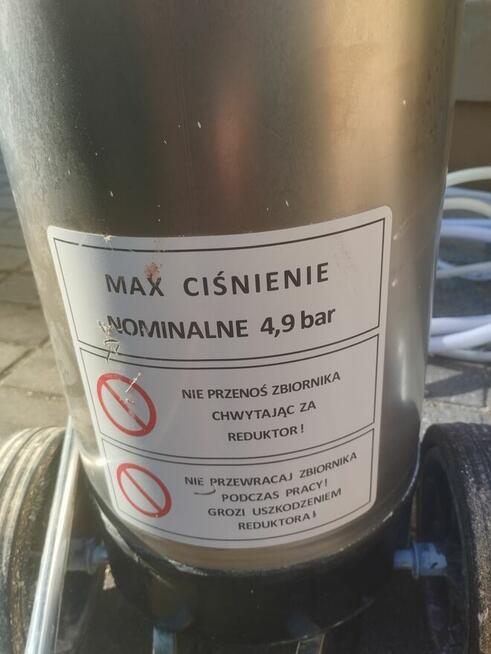 MAX CIŚNIENIE
NOMINALNE 4,9 bar
NIE PRZENOŚ ZBIORNIKA
CHWYTAJĄC ZA
REDUKTOR!
NIE PRZEWRACAJ ZBIORNIKA
PODCZAS PRACY!
GROZI USZKODZENIEM
REDUKTORA!